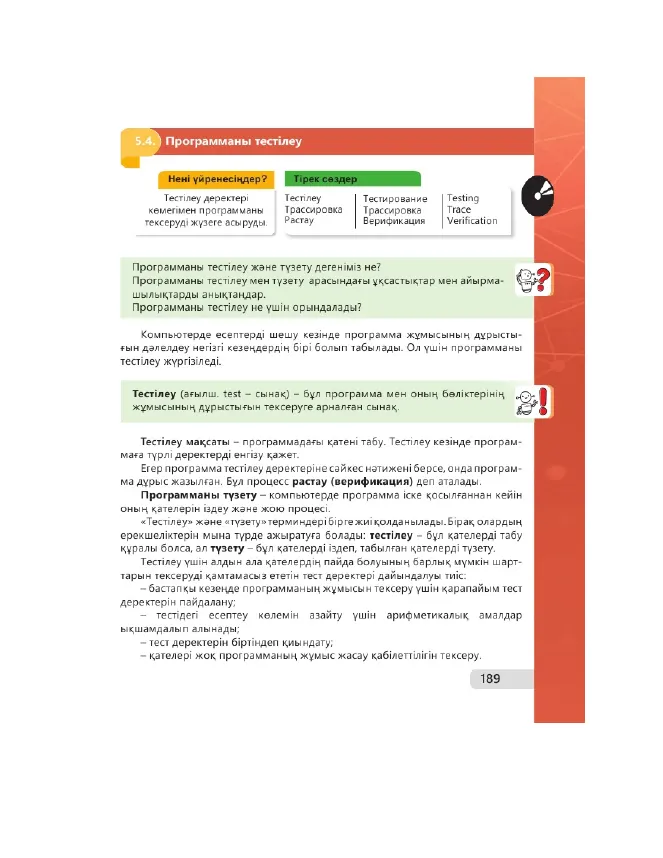 5.4. Программаны тестілеу
Нені үйренесіңдер?
Тестілеу деректері
көмегімен программаны
тексеруді жүзеге асыруды.
Тірек сөздер
Тестілеу
Трассировка
Растау
Тестирование
Трассировка
Верификация
Testing
Trace
Verification
Программаны тестілеу және түзету дегеніміз не?
Программаны тестілеу мен түзету арасындағы ұқсастықтар мен айырма-
шылықтарды анықтаңдар.
Программаны тестілеу не үшін орындалады?
Компьютерде есептерді шешу кезінде программа жұмысының дұрысты-
ғын дәлелдеу негізгі кезеңдердің бірі болып табылады. Ол үшін программаны
тестілеу жүргізіледі.
Тестілеу (ағылш. test – сынақ) – бұл программа мен оның бөліктерінің
жұмысының дұрыстығын тексеруге арналған сынақ.
Тестілеу мақсаты – программадағы қатені табу. Тестілеу кезінде програм-
маға түрлі деректерді енгізу қажет.
Егер программа тестілеу деректеріне сәйкес нәтижені берсе, онда програм-
ма дұрыс жазылған. Бұл процесс растау (верификация) деп аталады.
Программаны түзету – компьютерде программа іске қосылғаннан кейін
оның қателерін іздеу және жою процесі.
«Тестілеу» және «түзету» терминдері бірге жиі қолданылады. Бірақ олардың
ерекшеліктерін мына түрде ажыратуға болады: тестілеу – бұл қателерді табу
құралы болса, ал түзету – бұл қателерді іздеп, табылған қателерді түзету.
Тестілеу үшін алдын ала қателердің пайда болуының барлық мүмкін шарт-
тарын тексеруді қамтамасыз ететін тест деректері дайындалуы тиіс:
– бастапқы кезеңде программаның жұмысын тексеру үшін қарапайым тест
деректерін пайдалану;
– тестідегі есептеу көлемін азайту үшін арифметикалық амалдар
ықшамдалып алынады;
– тест деректерін біртіндеп қиындату;
– қателері жоқ программаның жұмыс жасау қабілеттілігін тексеру.
189